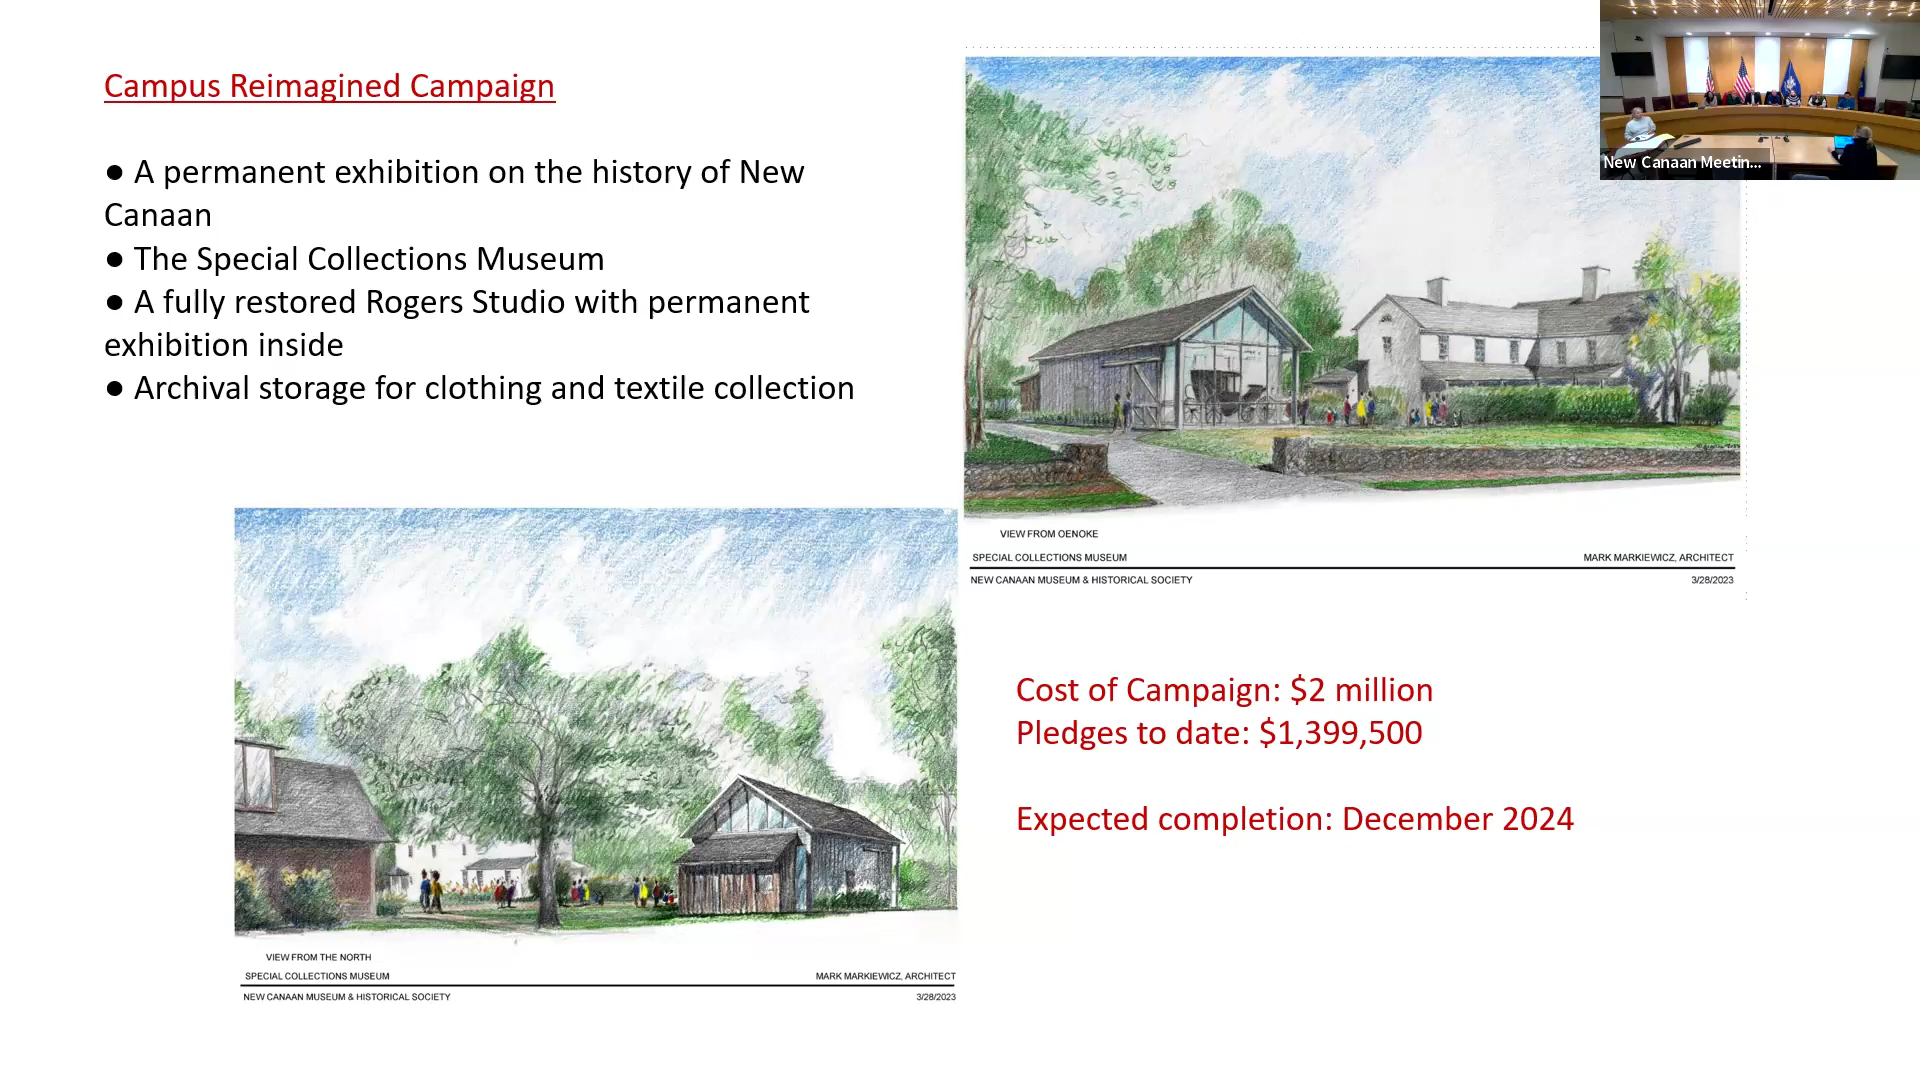 Campus Reimagined Campaign
● A permanent exhibition on the history of New
Canaan
● The Special Collections Museum
● A fully restored Rogers Studio with permanent
exhibition inside
● Archival storage for clothing and textile collection
New Canaan Meetin...
VIEW FROM OENOKE
SPECIAL COLLECTIONS MUSEUM
MARK MARKIEWICZ, ARCHITECT
NEW CANAAN MUSEUM & HISTORICAL SOCIETY
3/28/2023
Cost of Campaign: $2 million
Pledges to date: $1,399,500
Expected completion: December 2024
VIEW FROM THE NORTH
SPECIAL COLLECTIONS MUSEUM
MARK MARKIEWICZ, ARCHITECT
NEW CANAAN MUSEUM & HISTORICAL SOCIETY
3/28/2023